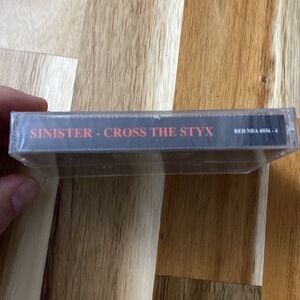 SINISTER - CROSS THE STYX RED NBA 6036 - 4